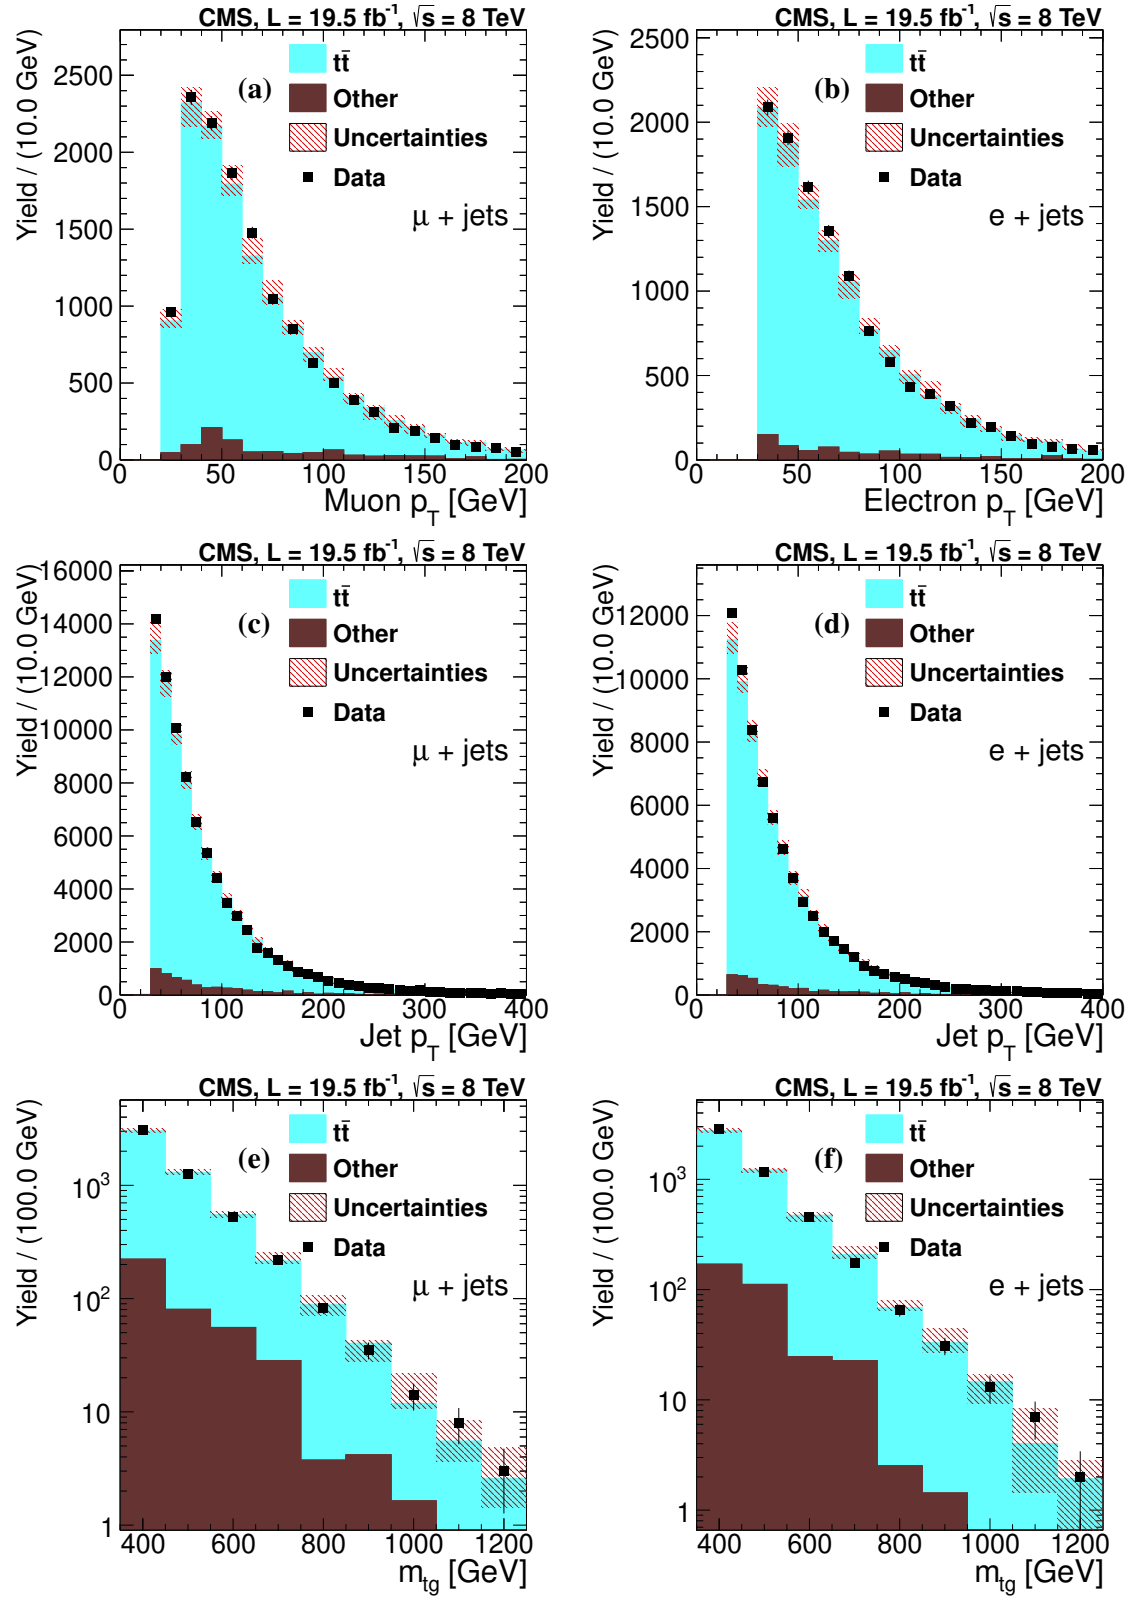 CMS, L = 19.5 fb⁻¹, √s = 8 TeV
Yield / (10.0 GeV)
2500
2000
1500
1000
500
0
(a)
tt̄
Other
Uncertainties
Data
μ + jets
0 50 100 150 200
Muon p_T [GeV]
CMS, L = 19.5 fb⁻¹, √s = 8 TeV
Yield / (10.0 GeV)
2500
2000
1500
1000
500
0
(b)
tt̄
Other
Uncertainties
Data
e + jets
0 50 100 150 200
Electron p_T [GeV]
CMS, L = 19.5 fb⁻¹, √s = 8 TeV
Yield / (10.0 GeV)
16000
14000
12000
10000
8000
6000
4000
2000
0
(c)
tt̄
Other
Uncertainties
Data
μ + jets
0 100 200 300 400
Jet p_T [GeV]
CMS, L = 19.5 fb⁻¹, √s = 8 TeV
Yield / (10.0 GeV)
12000
10000
8000
6000
4000
2000
0
(d)
tt̄
Other
Uncertainties
Data
e + jets
0 100 200 300 400
Jet p_T [GeV]
CMS, L = 19.5 fb⁻¹, √s = 8 TeV
Yield / (100.0 GeV)
10³
10²
10
1
(e)
tt̄
Other
Uncertainties
Data
μ + jets
400 600 800 1000 1200
m_tg [GeV]
CMS, L = 19.5 fb⁻¹, √s = 8 TeV
Yield / (100.0 GeV)
10³
10²
10
1
(f)
tt̄
Other
Uncertainties
Data
e + jets
400 600 800 1000 1200
m_tg [GeV]